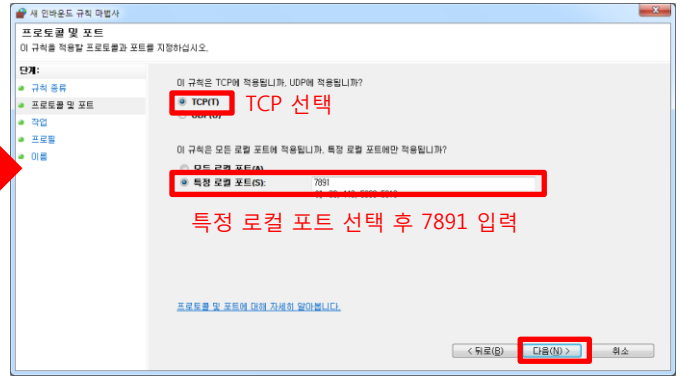 새 인바운드 규칙 마법사
프로토콜 및 포트
이 규칙을 적용할 프로토콜과 포트를 지정하십시오.
단계:
규칙 종류
프로토콜 및 포트
작업
프로필
이름
이 규칙은 TCP에 적용됩니까, UDP에 적용됩니까?
TCP(T)
TCP 선택
UDP(U)
이 규칙은 모든 로컬 포트에 적용됩니까, 특정 로컬 포트에만 적용됩니까?
모든 로컬 포트(A)
특정 로컬 포트(S):
7891
특정 로컬 포트 선택 후 7891 입력
프로토콜 및 포트에 대해 자세히 알아봅니다.
< 뒤로(B)
다음(N) >
취소